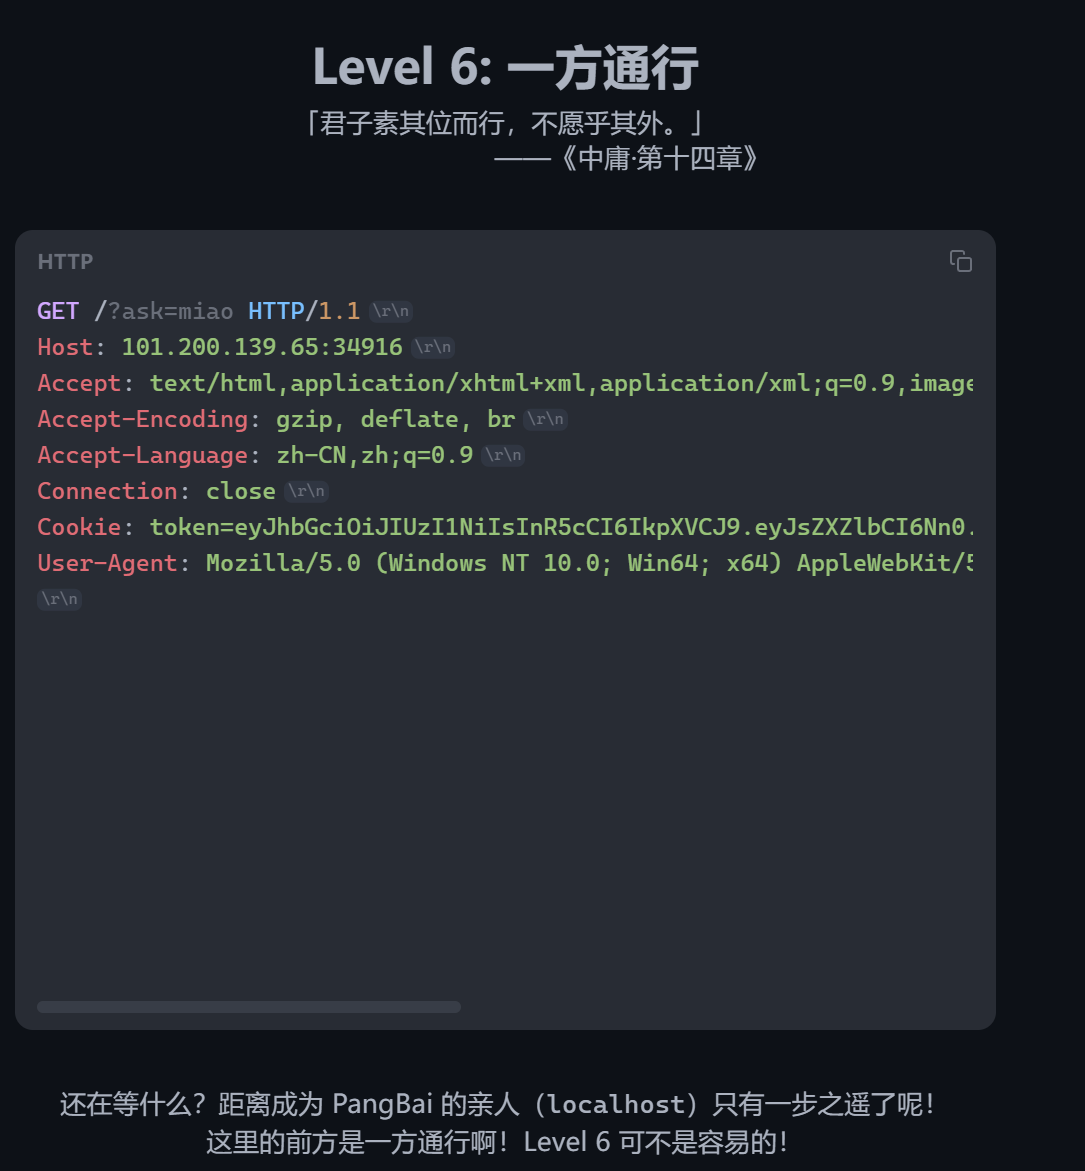 Level 6: 一方通行
「君子素其位而行，不愿乎其外。」
——《中庸·第十四章》
HTTP
GET /?ask=miao HTTP/1.1 \r\n
Host: 101.200.139.65:34916 \r\n
Accept: text/html,application/xhtml+xml,application/xml;q=0.9,image
Accept-Encoding: gzip, deflate, br \r\n
Accept-Language: zh-CN,zh;q=0.9 \r\n
Connection: close \r\n
Cookie: token=eyJhbGciOiJIUzI1NiIsInR5cCI6IkpXVCJ9.eyJsZXZlbCI6Nn0.
User-Agent: Mozilla/5.0 (Windows NT 10.0; Win64; x64) AppleWebKit/5
\r\n
还在等什么？距离成为 PangBai 的亲人（localhost）只有一步之遥了呢！
这里的前方是一方通行啊！Level 6 可不是容易的！